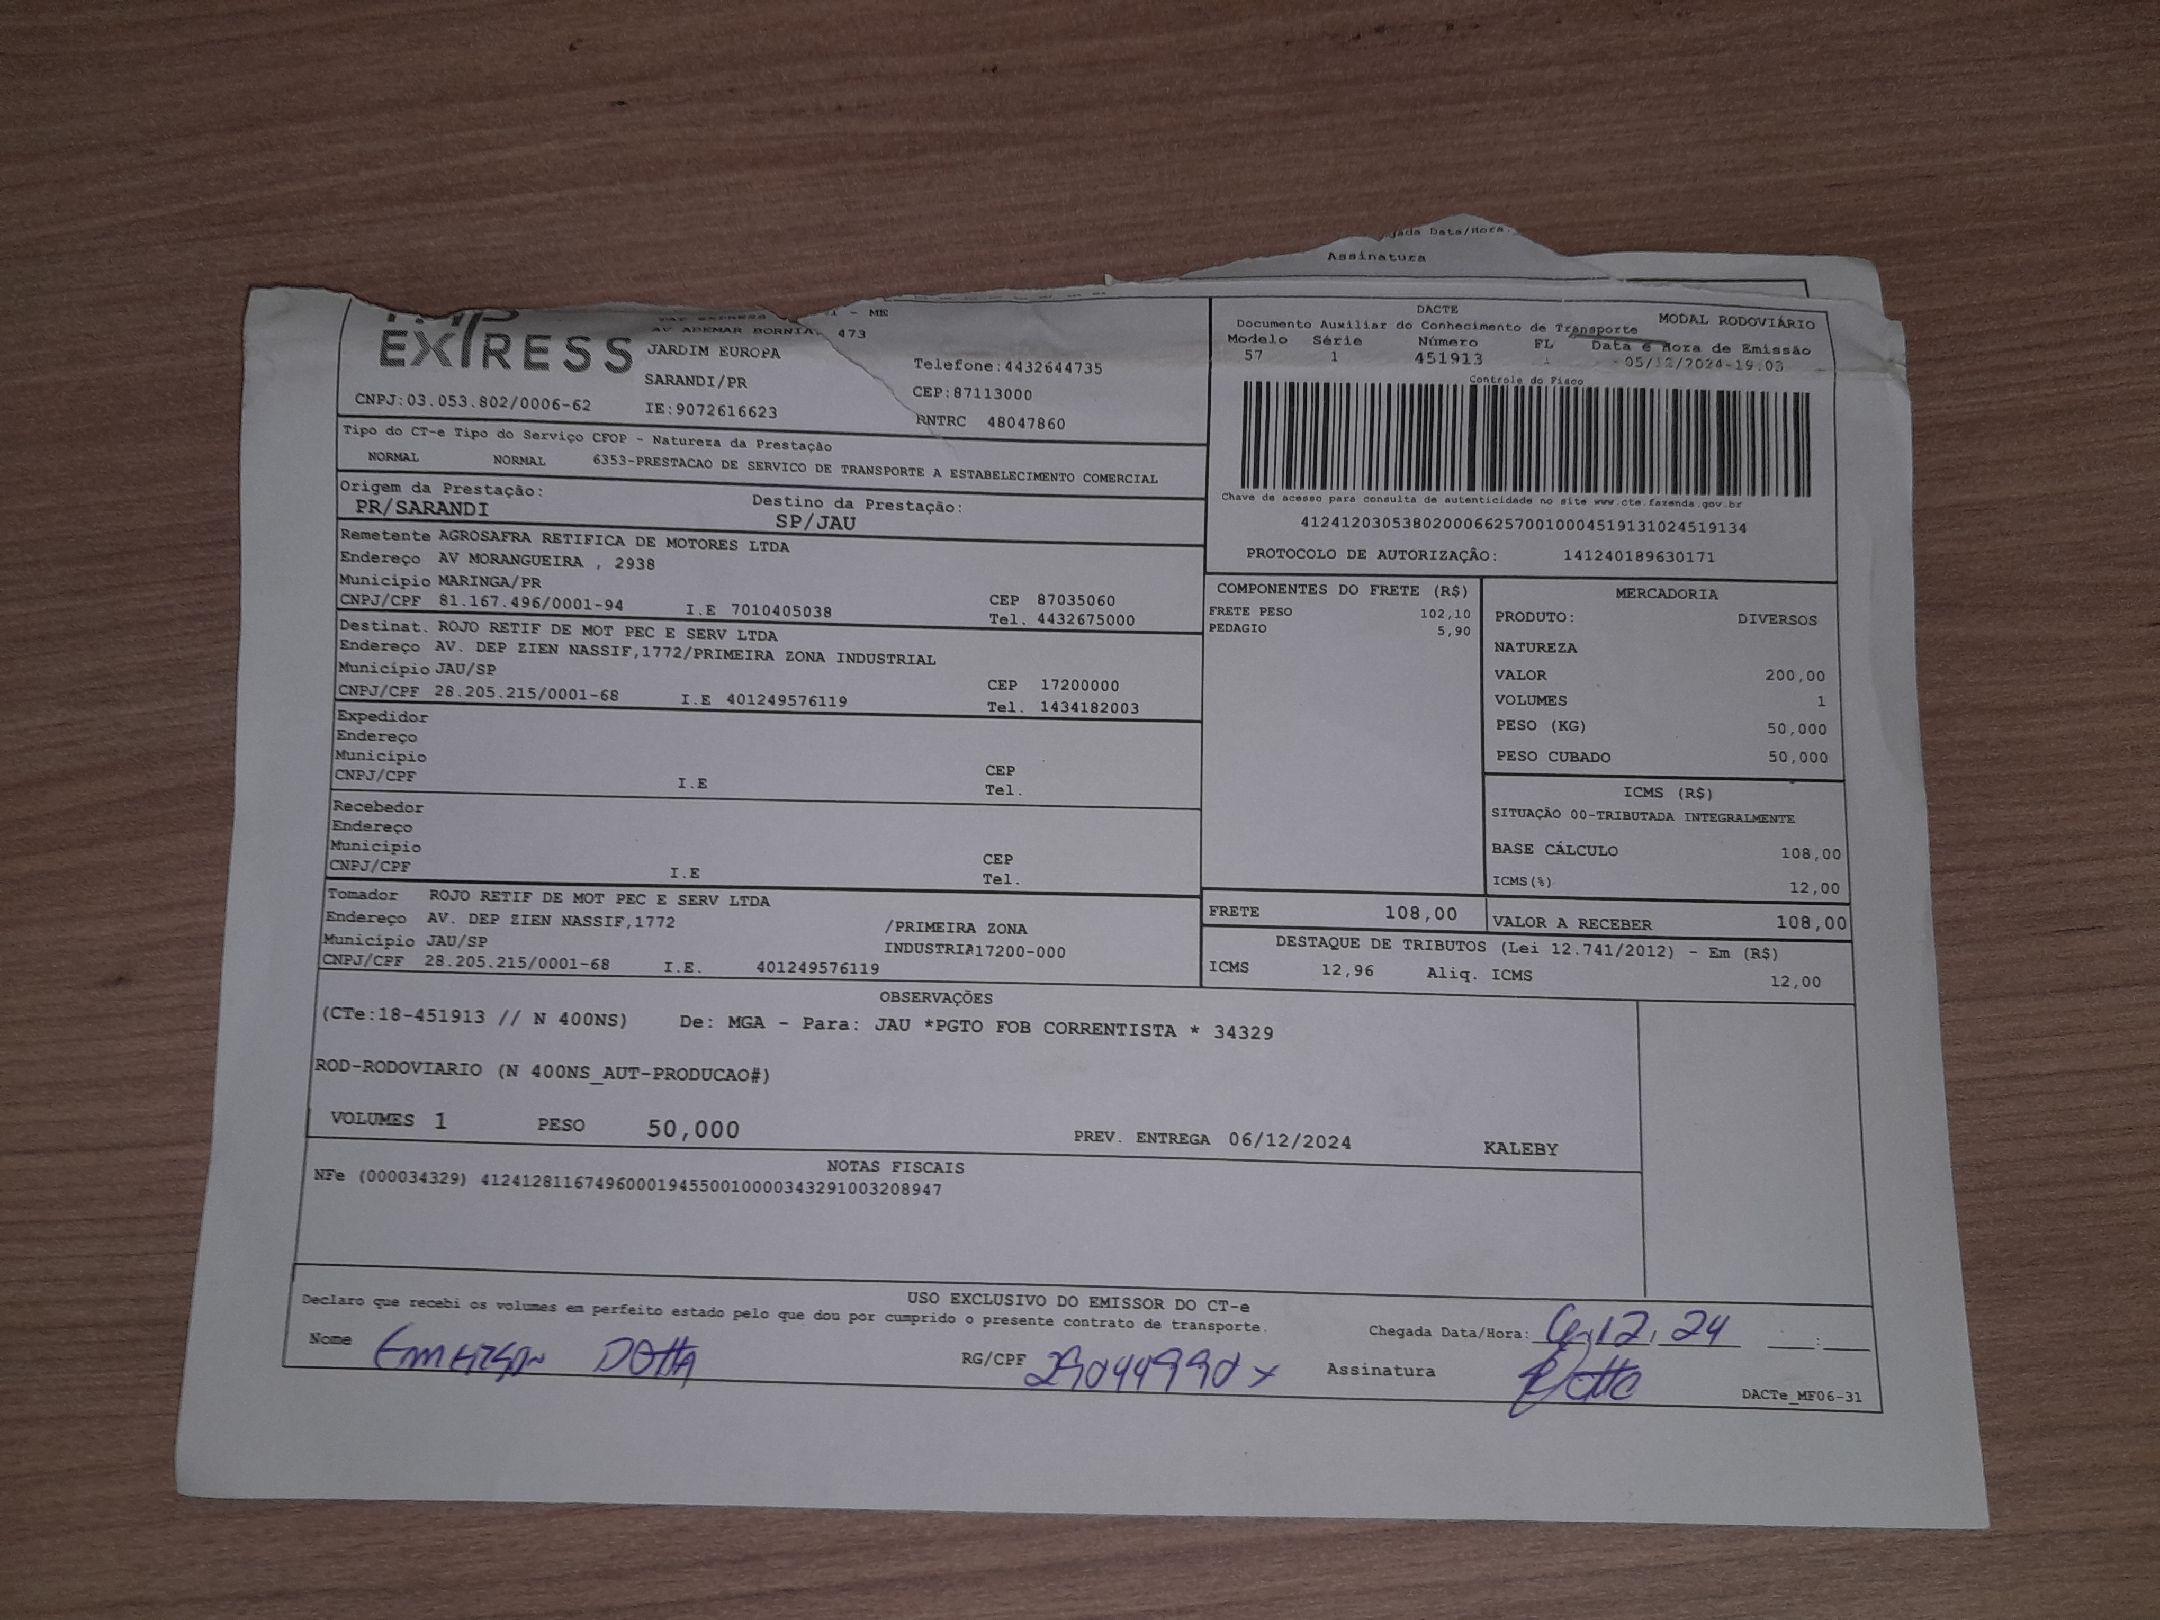 gada Data/Hora.
Assinatura
EXPRESS
- ME
AV ADEMAR BORNIA, 473
JARDIM EUROPA
SARANDI/PR
CNPJ:03.053.802/0006-62
IE:9072616623
Telefone:4432644735
CEP:87113000
RNTRC 48047860
DACTE
MODAL RODOVIÁRIO
Documento Auxiliar do Conhecimento de Transporte
Modelo Série Número FL Data e Hora de Emissão
57 1 451913 1 05/12/2024-19:03
Controle do Fisco
Chave de acesso para consulta de autenticidade no site www.cte.fazenda.gov.br
41241203053802000662570010004519131024519134
PROTOCOLO DE AUTORIZAÇÃO: 141240189630171
Tipo do CT-e Tipo do Serviço CFOP - Natureza da Prestação
NORMAL NORMAL 6353-PRESTACAO DE SERVICO DE TRANSPORTE A ESTABELECIMENTO COMERCIAL
Origem da Prestação: Destino da Prestação:
PR/SARANDI SP/JAU
Remetente AGROSAFRA RETIFICA DE MOTORES LTDA
Endereço AV MORANGUEIRA , 2938
Município MARINGA/PR CEP 87035060
CNPJ/CPF 81.167.496/0001-94 I.E 7010405038 Tel. 4432675000
Destinat. ROJO RETIF DE MOT PEC E SERV LTDA
Endereço AV. DEP ZIEN NASSIF,1772/PRIMEIRA ZONA INDUSTRIAL
Município JAU/SP CEP 17200000
CNPJ/CPF 28.205.215/0001-68 I.E 401249576119 Tel. 1434182003
Expedidor
Endereço
Município CEP
CNPJ/CPF I.E Tel.
Recebedor
Endereço
Município CEP
CNPJ/CPF I.E Tel.
Tomador ROJO RETIF DE MOT PEC E SERV LTDA
Endereço AV. DEP ZIEN NASSIF,1772 /PRIMEIRA ZONA
Município JAU/SP INDUSTRIA17200-000
CNPJ/CPF 28.205.215/0001-68 I.E. 401249576119
COMPONENTES DO FRETE (R$)
FRETE PESO 102,10
PEDAGIO 5,90
MERCADORIA
PRODUTO: DIVERSOS
NATUREZA
VALOR 200,00
VOLUMES 1
PESO (KG) 50,000
PESO CUBADO 50,000
ICMS (R$)
SITUAÇÃO 00-TRIBUTADA INTEGRALMENTE
BASE CÁLCULO 108,00
ICMS(%) 12,00
FRETE 108,00 VALOR A RECEBER 108,00
DESTAQUE DE TRIBUTOS (Lei 12.741/2012) - Em (R$)
ICMS 12,96 Aliq. ICMS 12,00
OBSERVAÇÕES
(CTe:18-451913 // N 400NS) De: MGA - Para: JAU *PGTO FOB CORRENTISTA * 34329
ROD-RODOVIARIO (N 400NS_AUT-PRODUCAO#)
VOLUMES 1 PESO 50,000 PREV. ENTREGA 06/12/2024 KALEBY
NOTAS FISCAIS
NFe (000034329) 41241281167496000194550010000343291003208947
USO EXCLUSIVO DO EMISSOR DO CT-e
Declaro que recebi os volumes em perfeito estado pelo que dou por cumprido o presente contrato de transporte.
Chegada Data/Hora: 6.12.24 __:__
Nome Emerson Dotta RG/CPF 29044990x Assinatura Dotta
DACTe_MF06-31